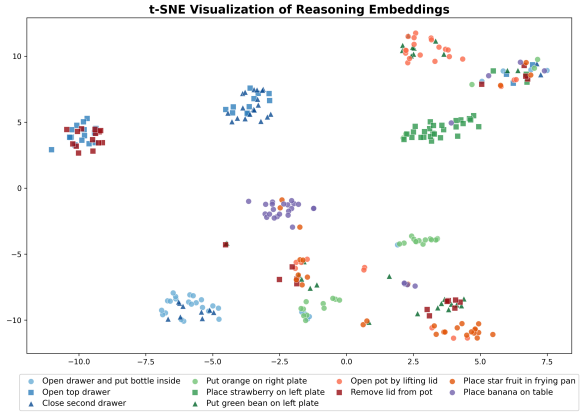 t-SNE Visualization of Reasoning Embeddings
10
5
0
−5
−10
−10.0 −7.5 −5.0 −2.5 0.0 2.5 5.0 7.5
Open drawer and put bottle inside Put orange on right plate Open pot by lifting lid Place star fruit in frying pan
Open top drawer Place strawberry on left plate Remove lid from pot Place banana on table
Close second drawer Put green bean on left plate